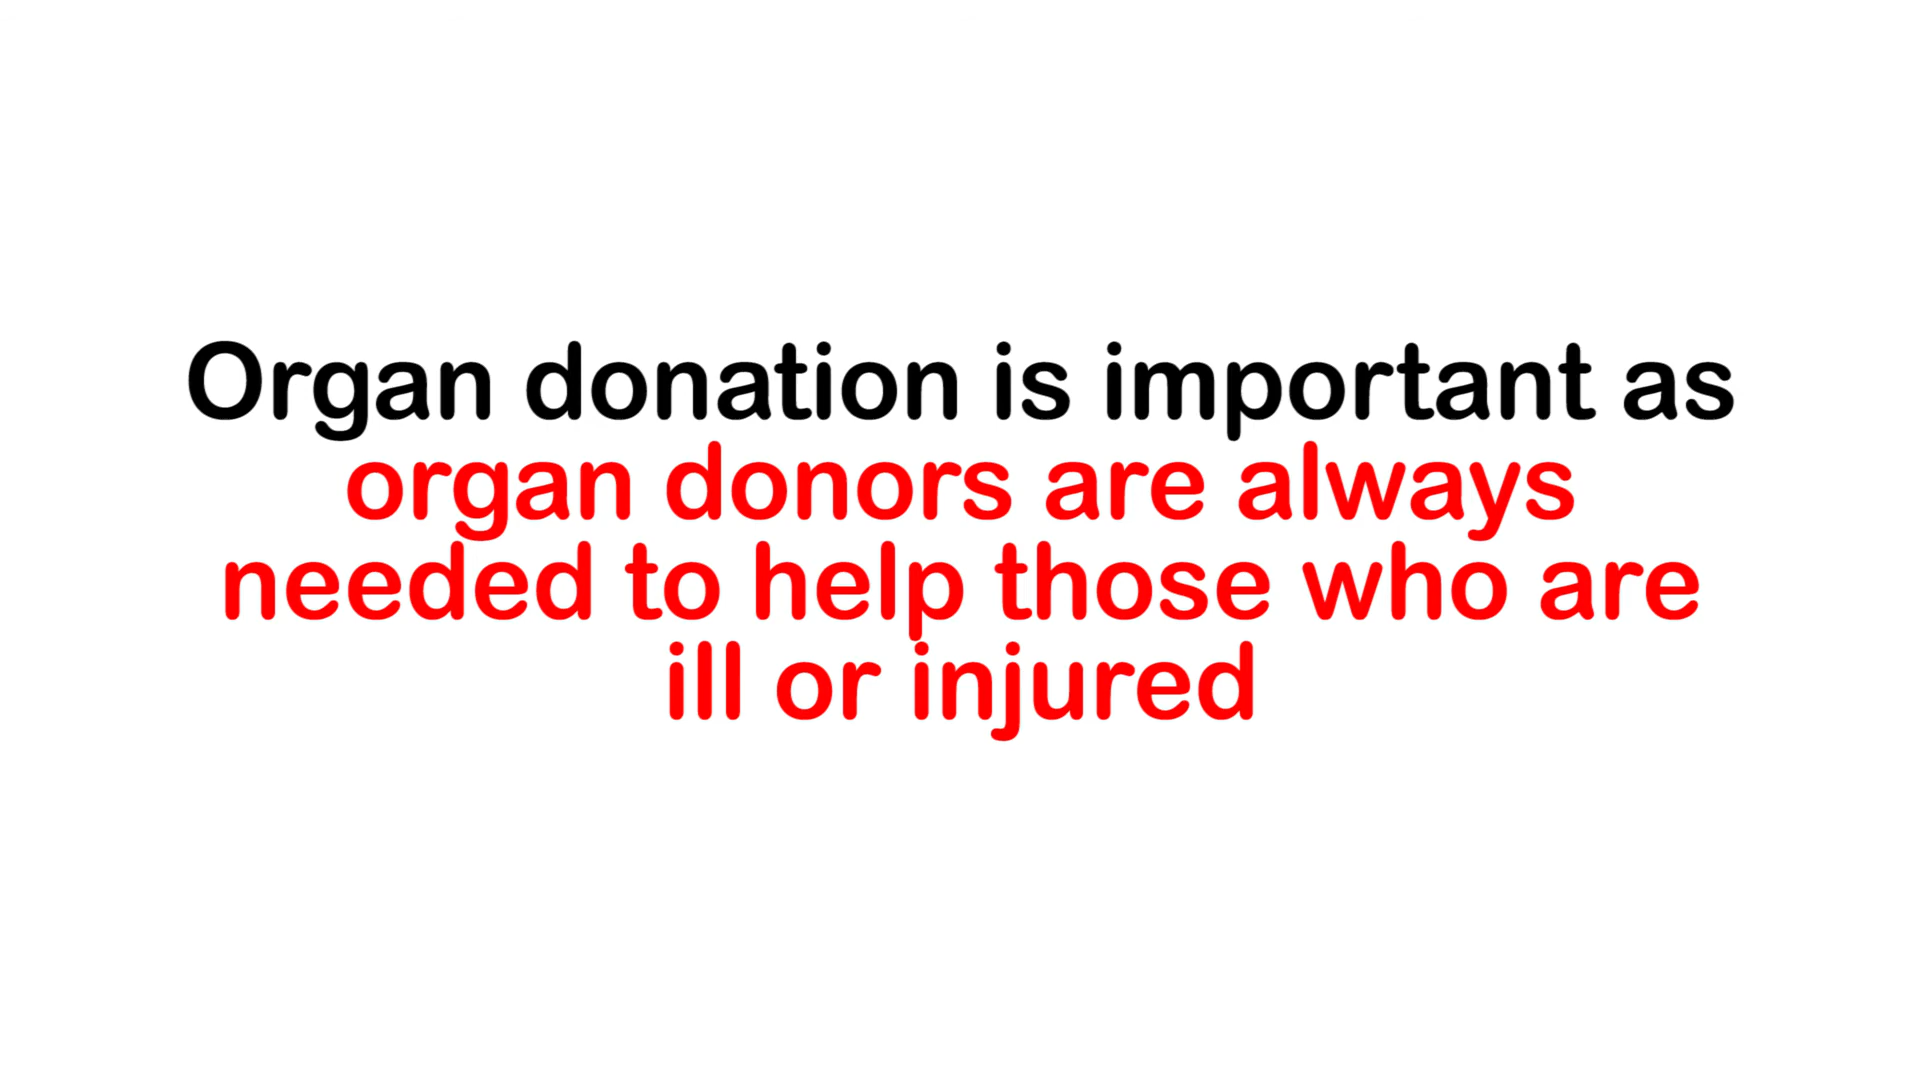 Organ donation is important as
organ donors are always
needed to help those who are
ill or injured